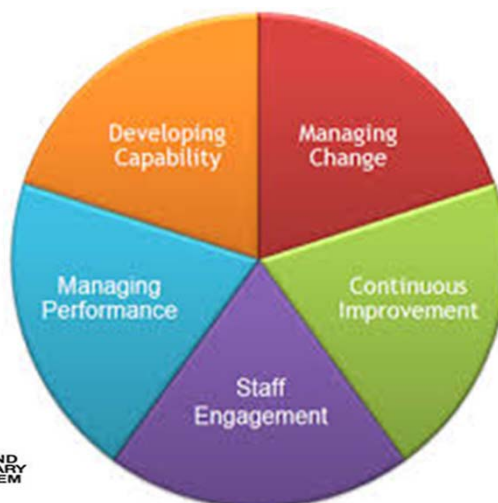 Developing
Capability
Managing
Change
Managing
Performance
Continuous
Improvement
Staff
Engagement